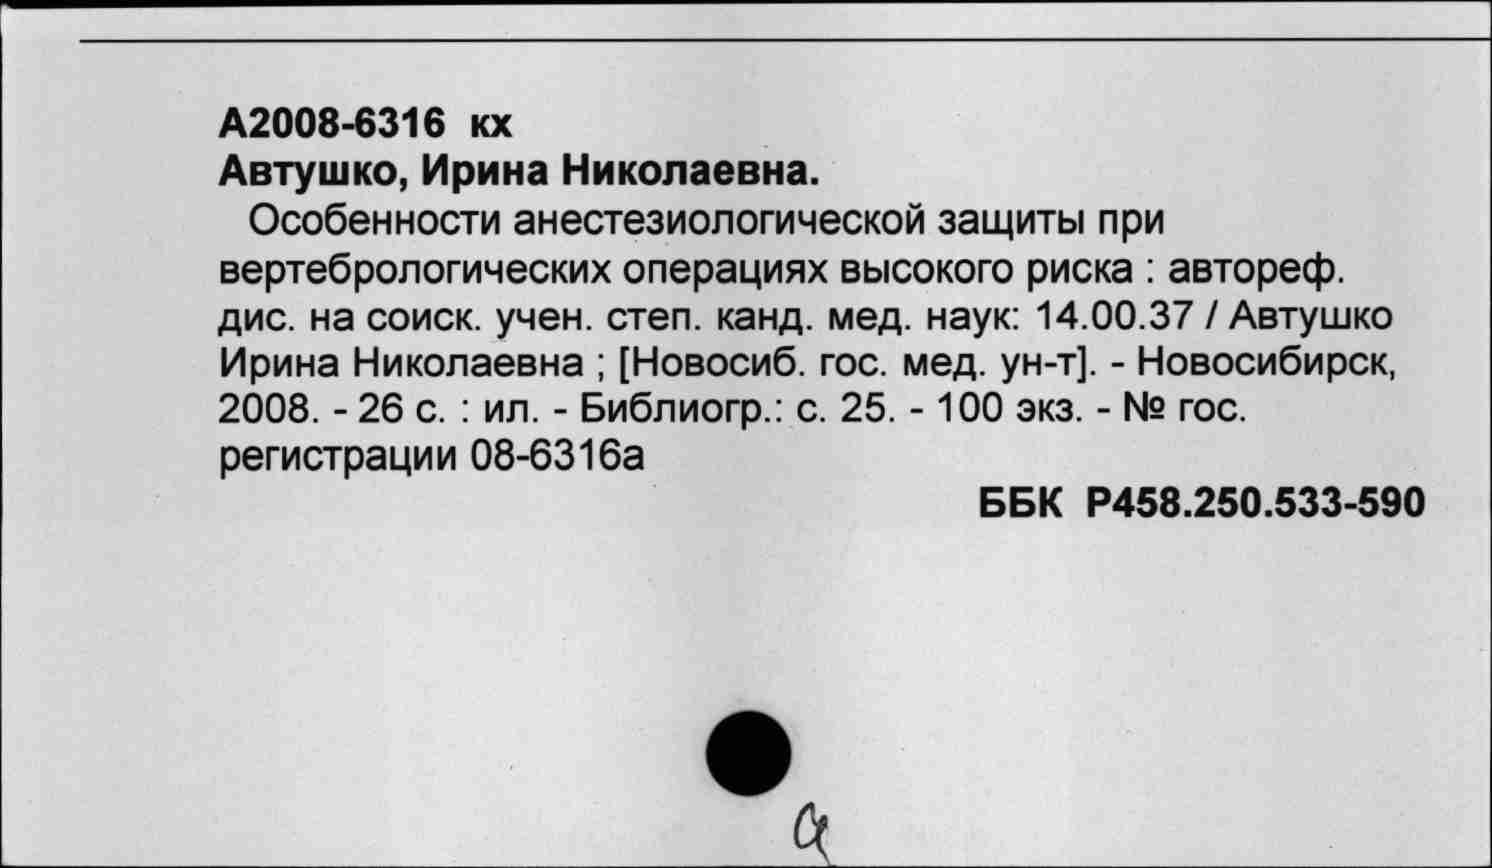 А2008-6316 кх
Автушко, Ирина Николаевна.
Особенности анестезиологической защиты при
вертебрологических операциях высокого риска : автореф.
дис. на соиск. учен. степ. канд. мед. наук: 14.00.37 / Автушко
Ирина Николаевна ; [Новосиб. гос. мед. ун-т]. - Новосибирск,
2008. - 26 с. : ил. - Библиогр.: с. 25. - 100 экз. - № гос.
регистрации 08-6316а
ББК Р458.250.533-590